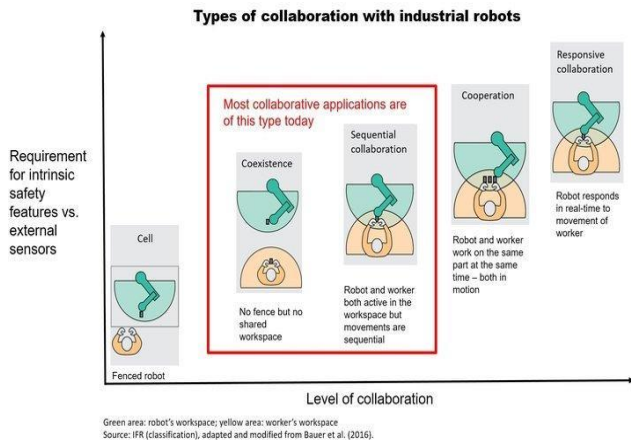 Types of collaboration with industrial robots
Responsive
collaboration
Most collaborative applications are
of this type today
Cooperation
Sequential
collaboration
Coexistence
Requirement
for intrinsic
safety
features vs.
external
sensors
Cell
Robot responds
in real-time to
movement of
worker
Robot and worker
work on the same
part at the same
time – both in
motion
No fence but no
shared
workspace
Robot and worker
both active in the
workspace but
movements are
sequential
Fenced robot
Level of collaboration
Green area: robot's workspace; yellow area: worker's workspace
Source: IFR (classification), adapted and modified from Bauer et al. (2016).